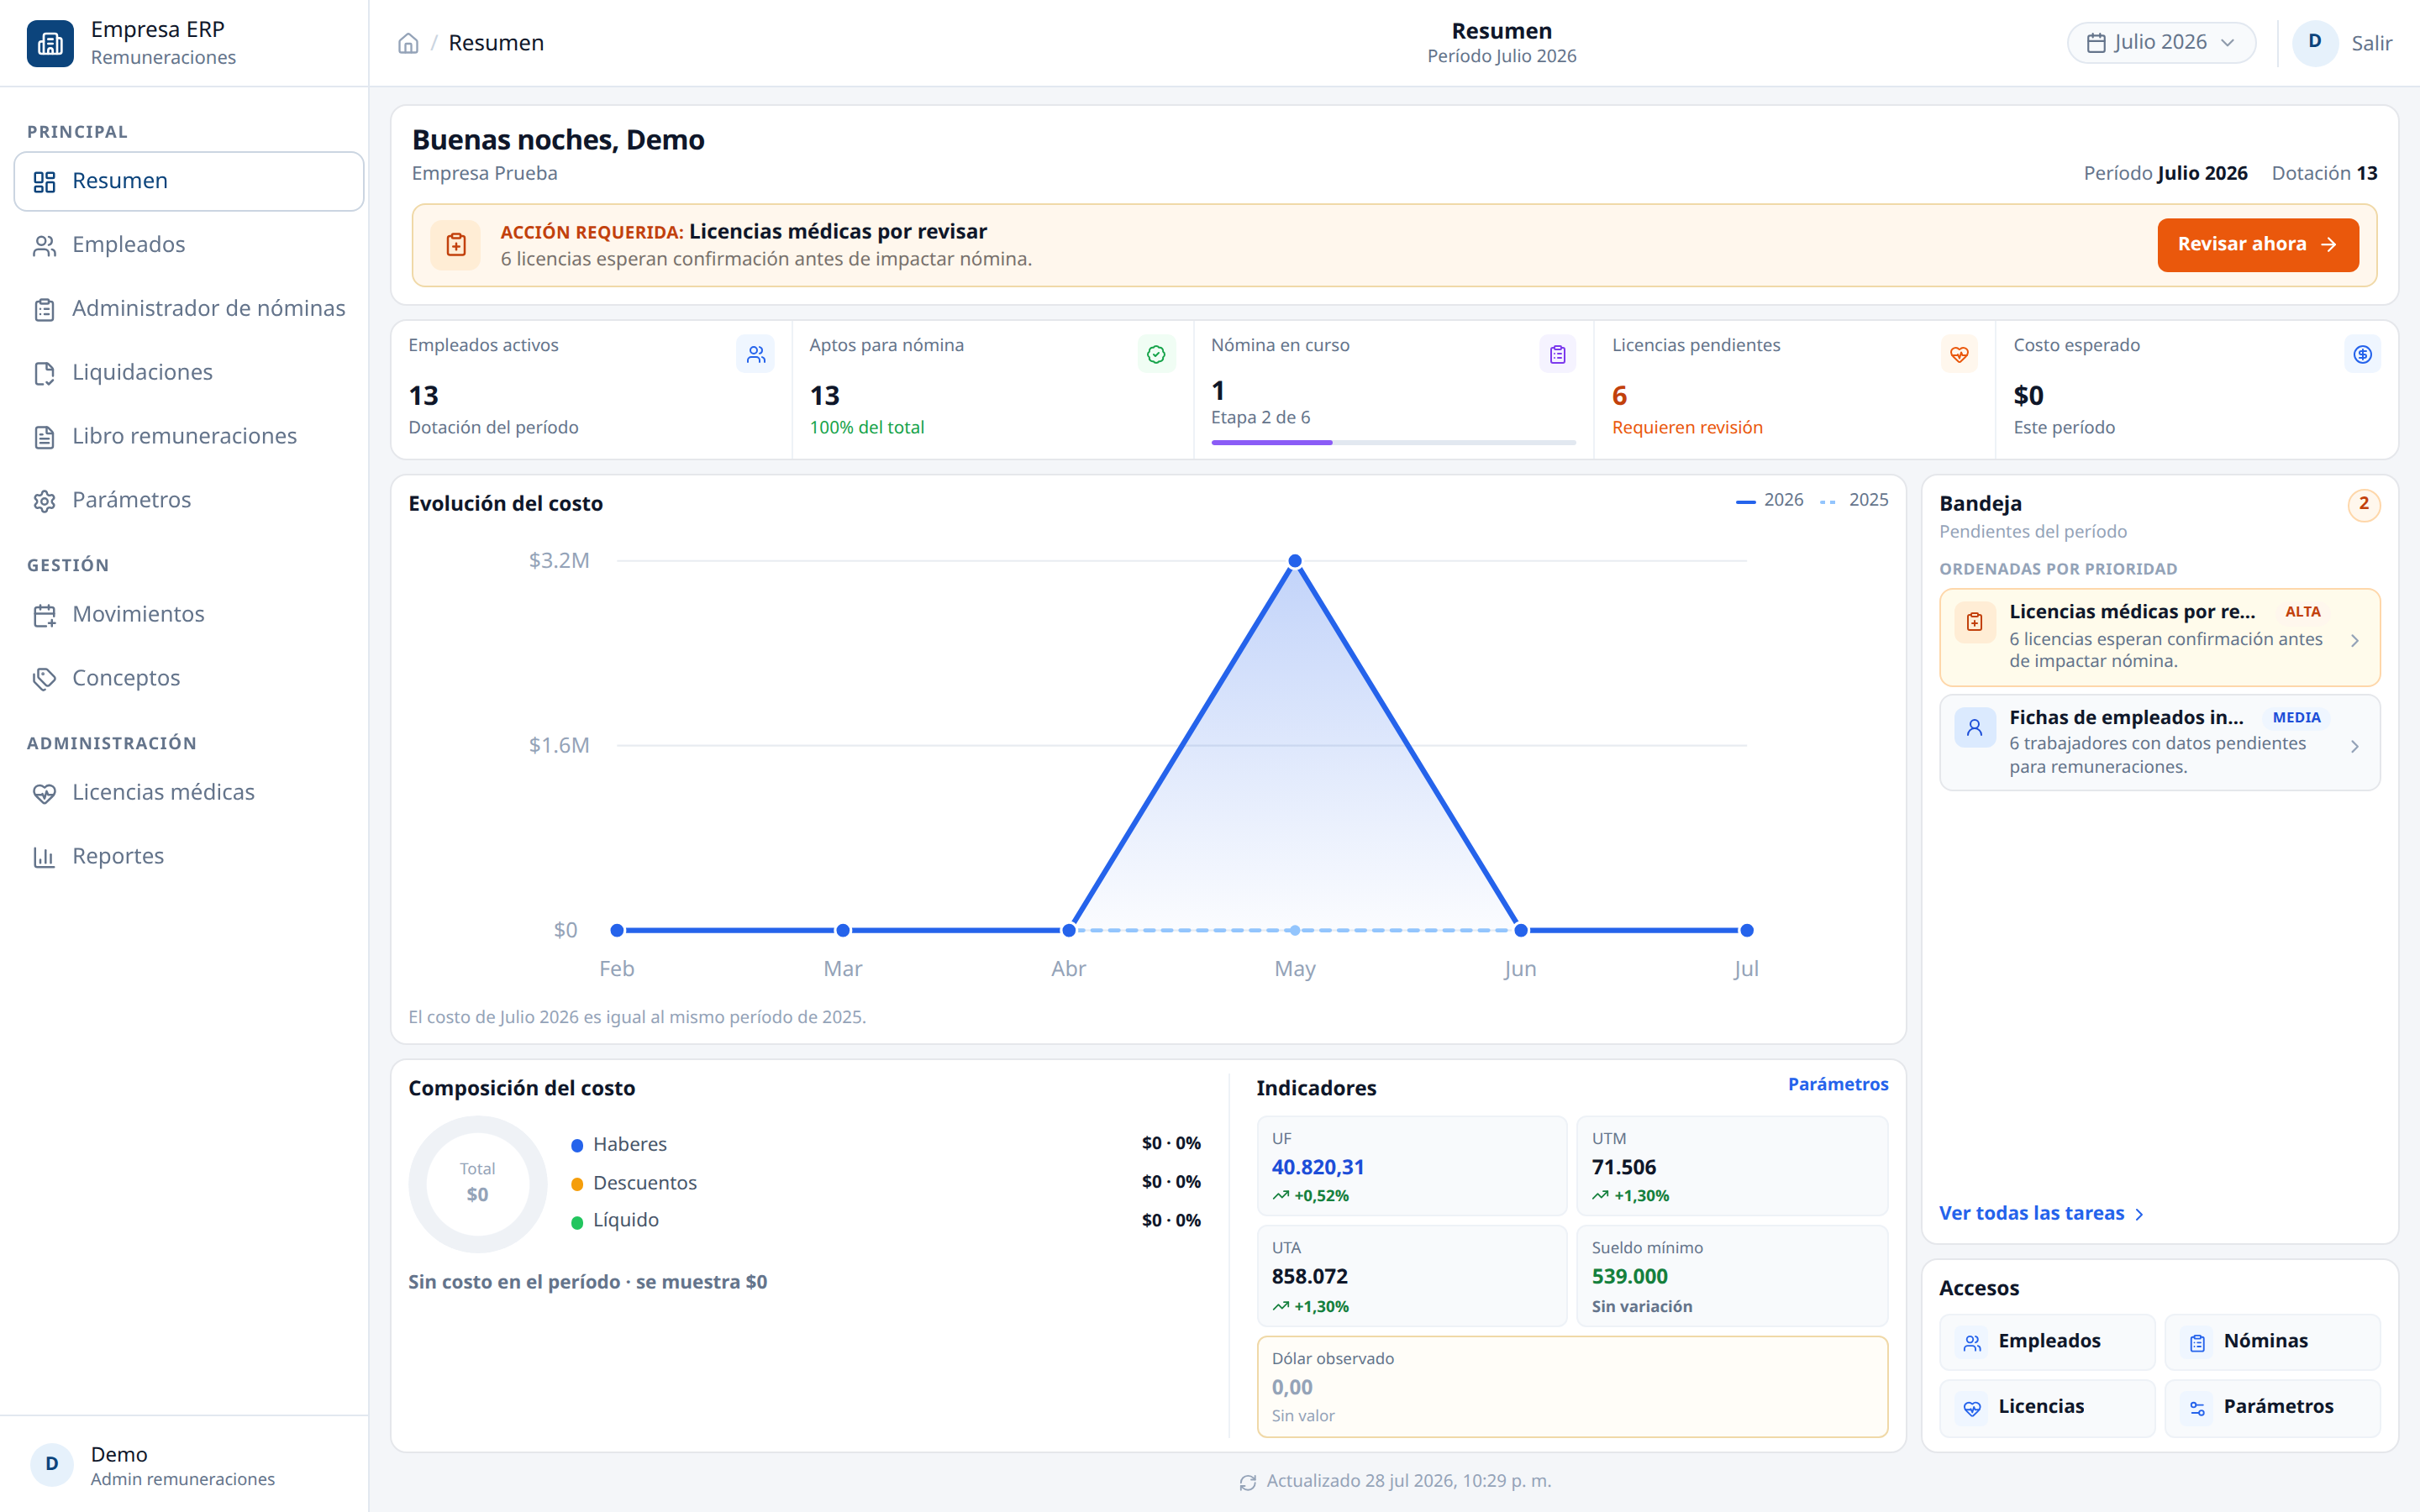 Empresa ERP
Remuneraciones
PRINCIPAL
Resumen
Empleados
Administrador de nóminas
Liquidaciones
Libro remuneraciones
Parámetros
GESTIÓN
Movimientos
Conceptos
ADMINISTRACIÓN
Licencias médicas
Reportes
D
Demo
Admin remuneraciones
/ Resumen
Resumen
Período Julio 2026
Julio 2026
D
Salir
Buenas noches, Demo
Empresa Prueba
Período Julio 2026 Dotación 13
ACCIÓN REQUERIDA: Licencias médicas por revisar
6 licencias esperan confirmación antes de impactar nómina.
Revisar ahora
Empleados activos
13
Dotación del período
Aptos para nómina
13
100% del total
Nómina en curso
1
Etapa 2 de 6
Licencias pendientes
6
Requieren revisión
Costo esperado
$0
Este período
Evolución del costo
2026 2025
$3.2M
$1.6M
$0
Feb Mar Abr May Jun Jul
El costo de Julio 2026 es igual al mismo período de 2025.
Composición del costo
Total
$0
Haberes $0 · 0%
Descuentos $0 · 0%
Líquido $0 · 0%
Sin costo en el período · se muestra $0
Indicadores
Parámetros
UF
40.820,31
+0,52%
UTM
71.506
+1,30%
UTA
858.072
+1,30%
Sueldo mínimo
539.000
Sin variación
Dólar observado
0,00
Sin valor
Bandeja
2
Pendientes del período
ORDENADAS POR PRIORIDAD
Licencias médicas por re... ALTA
6 licencias esperan confirmación antes
de impactar nómina.
Fichas de empleados in... MEDIA
6 trabajadores con datos pendientes
para remuneraciones.
Ver todas las tareas
Accesos
Empleados
Nóminas
Licencias
Parámetros
Actualizado 28 jul 2026, 10:29 p. m.